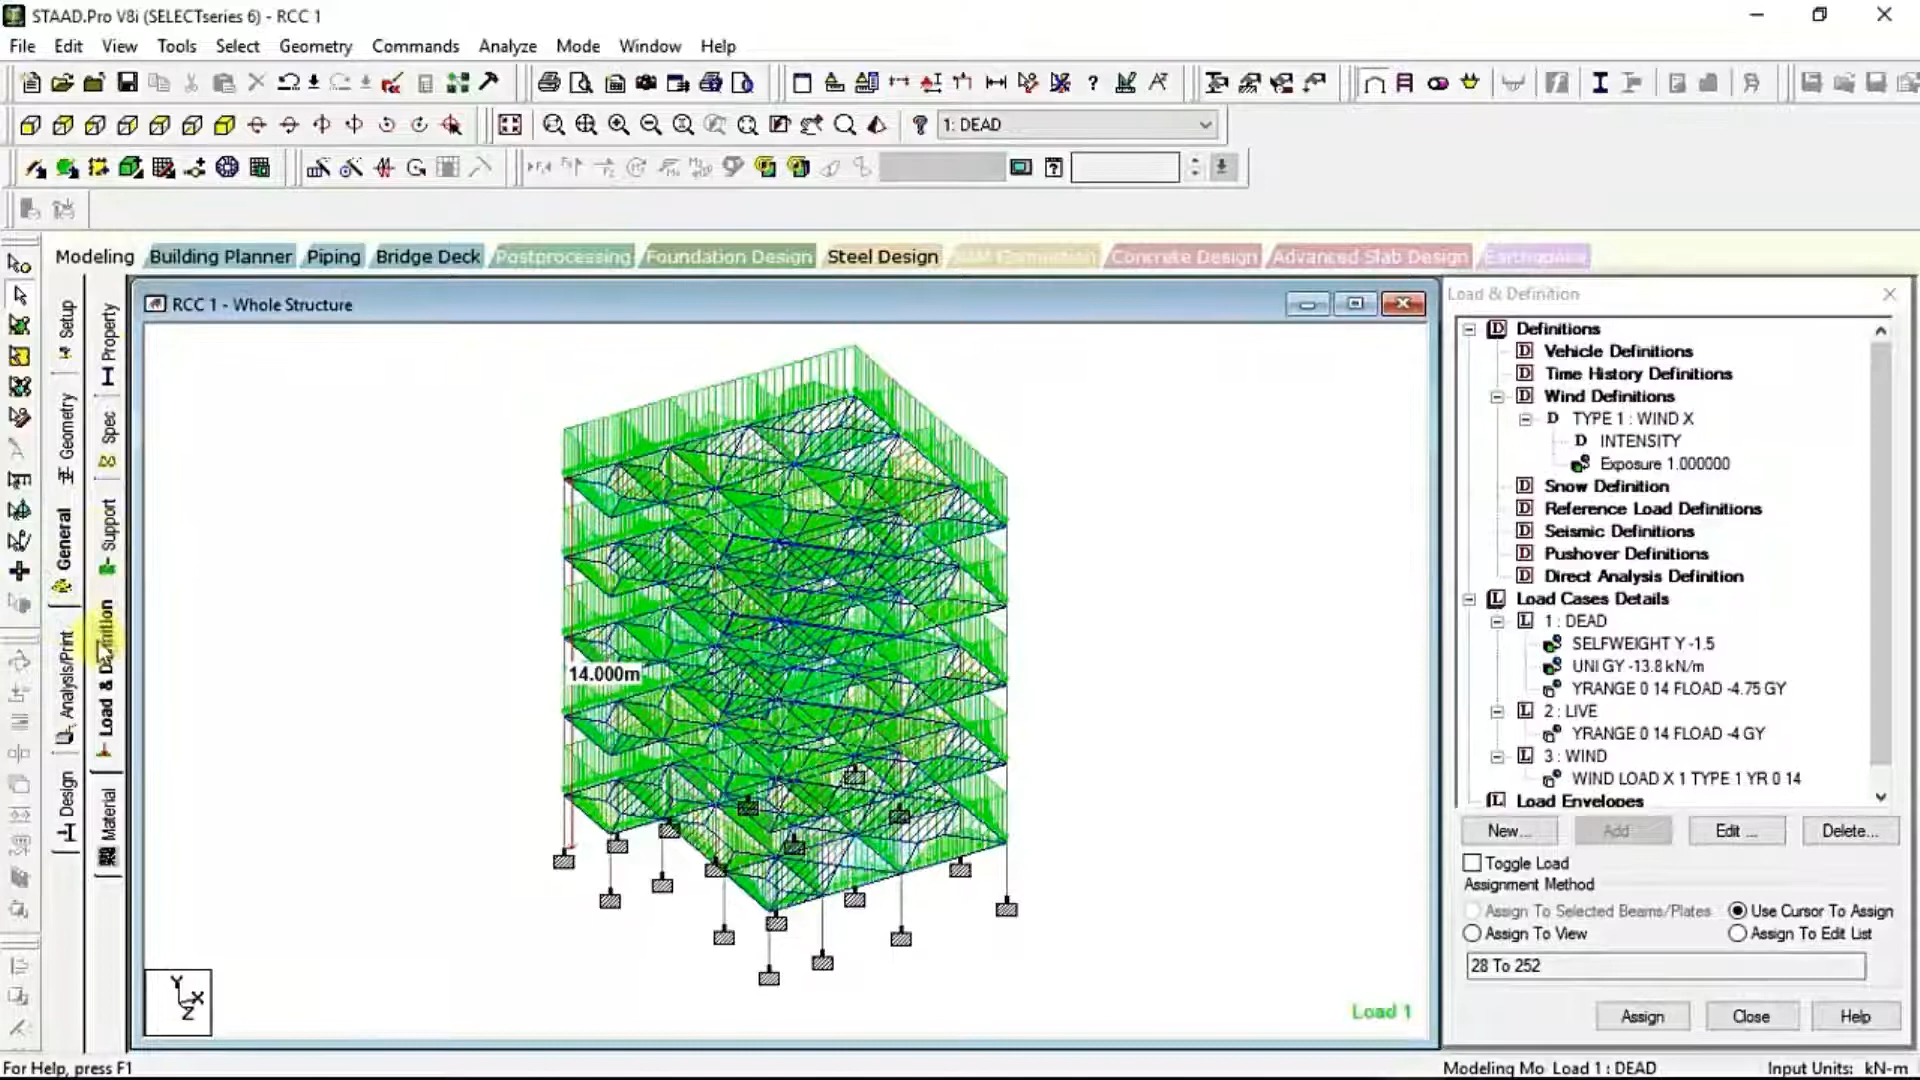 STAAD.Pro V8i (SELECTseries 6) - RCC 1
File Edit View Tools Select Geometry Commands Analyze Mode Window Help
1: DEAD
Modeling Building Planner Piping Bridge Deck Postprocessing Foundation Design Steel Design Concrete Design Advanced Slab Design Earthquake
Setup
Geometry
General
Analysis/Print
Design
Property
Spec
Support
Load & Definition
Material
RCC 1 - Whole Structure
14.000m
Y
X
Z
Load 1
Load & Definition
Definitions
Vehicle Definitions
Time History Definitions
Wind Definitions
TYPE 1 : WIND X
INTENSITY
Exposure 1.000000
Snow Definition
Reference Load Definitions
Seismic Definitions
Pushover Definitions
Direct Analysis Definition
Load Cases Details
1 : DEAD
SELFWEIGHT Y -1.5
UNI GY -13.8 kN/m
YRANGE 0 14 FLOAD -4.75 GY
2 : LIVE
YRANGE 0 14 FLOAD -4 GY
3 : WIND
WIND LOAD X 1 TYPE 1 YR 0 14
Load Envelopes
New... Add Edit ... Delete...
Toggle Load
Assignment Method
Assign To Selected Beams/Plates Use Cursor To Assign
Assign To View Assign To Edit List
28 To 252
Assign Close Help
For Help, press F1 Modeling Mo Load 1 : DEAD Input Units: kN-m